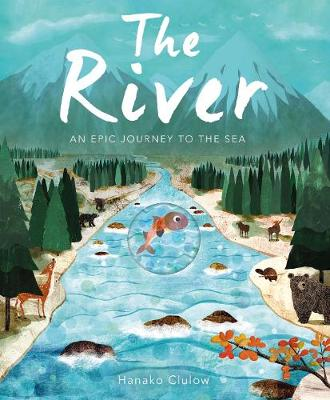 The
River
AN EPIC JOURNEY TO THE SEA
Hanako Clulow